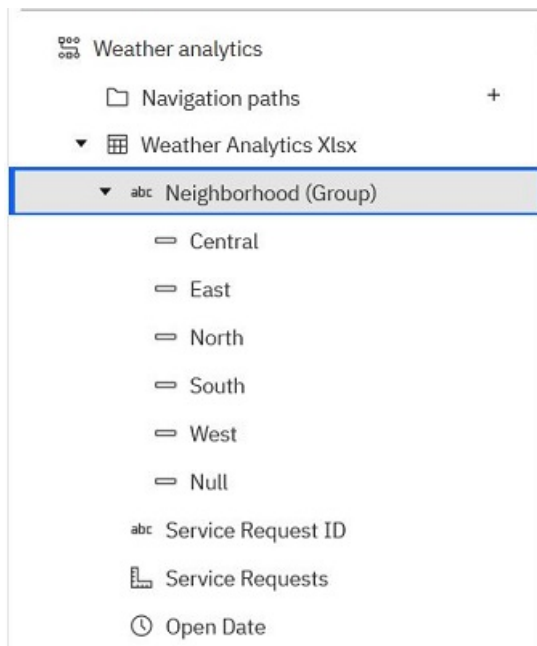 Weather analytics
Navigation paths +
Weather Analytics Xlsx
abc Neighborhood (Group)
Central
East
North
South
West
Null
abc Service Request ID
Service Requests
Open Date